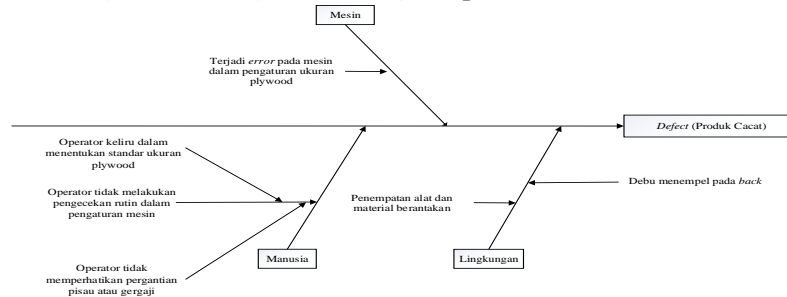 Mesin
Terjadi error pada mesin
dalam pengaturan ukuran
plywood
Defect (Produk Cacat)
Operator keliru dalam
menentukan standar ukuran
plywood
Operator tidak melakukan
pengecekan rutin dalam
pengaturan mesin
Operator tidak
memperhatikan pergantian
pisau atau gergaji
Manusia
Penempatan alat dan
material berantakan
Debu menempel pada back
Lingkungan